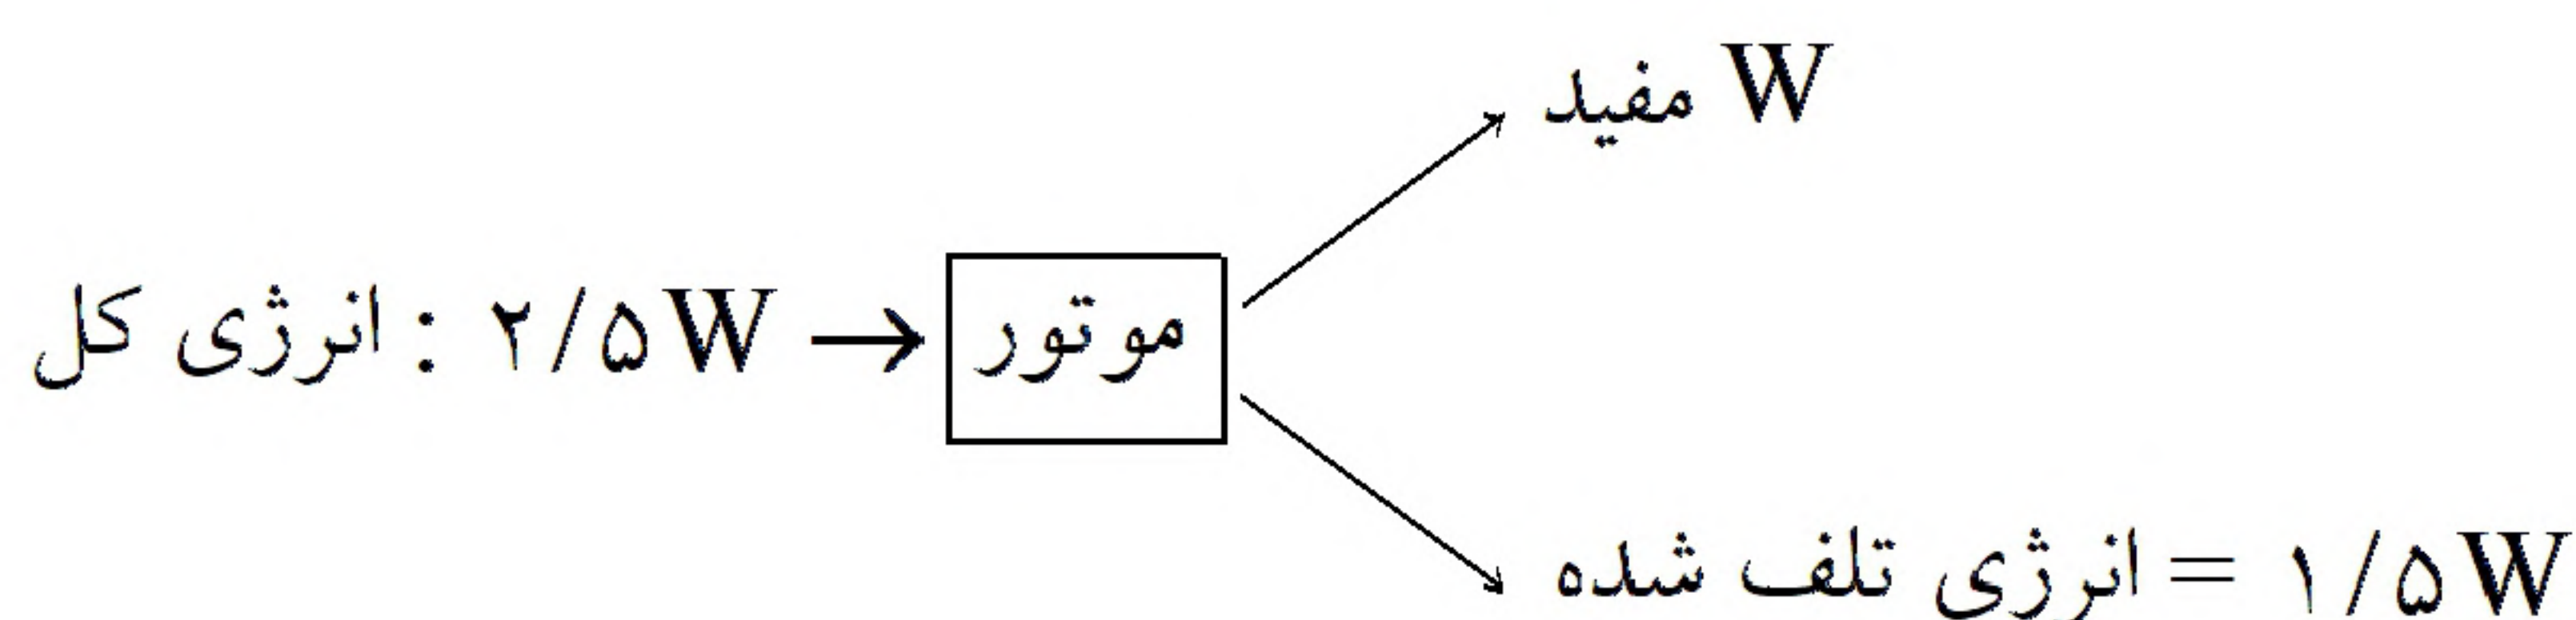 W مفید
انرژی کل : ۲/۵W → موتور
انرژی تلف شده = ۱/۵W